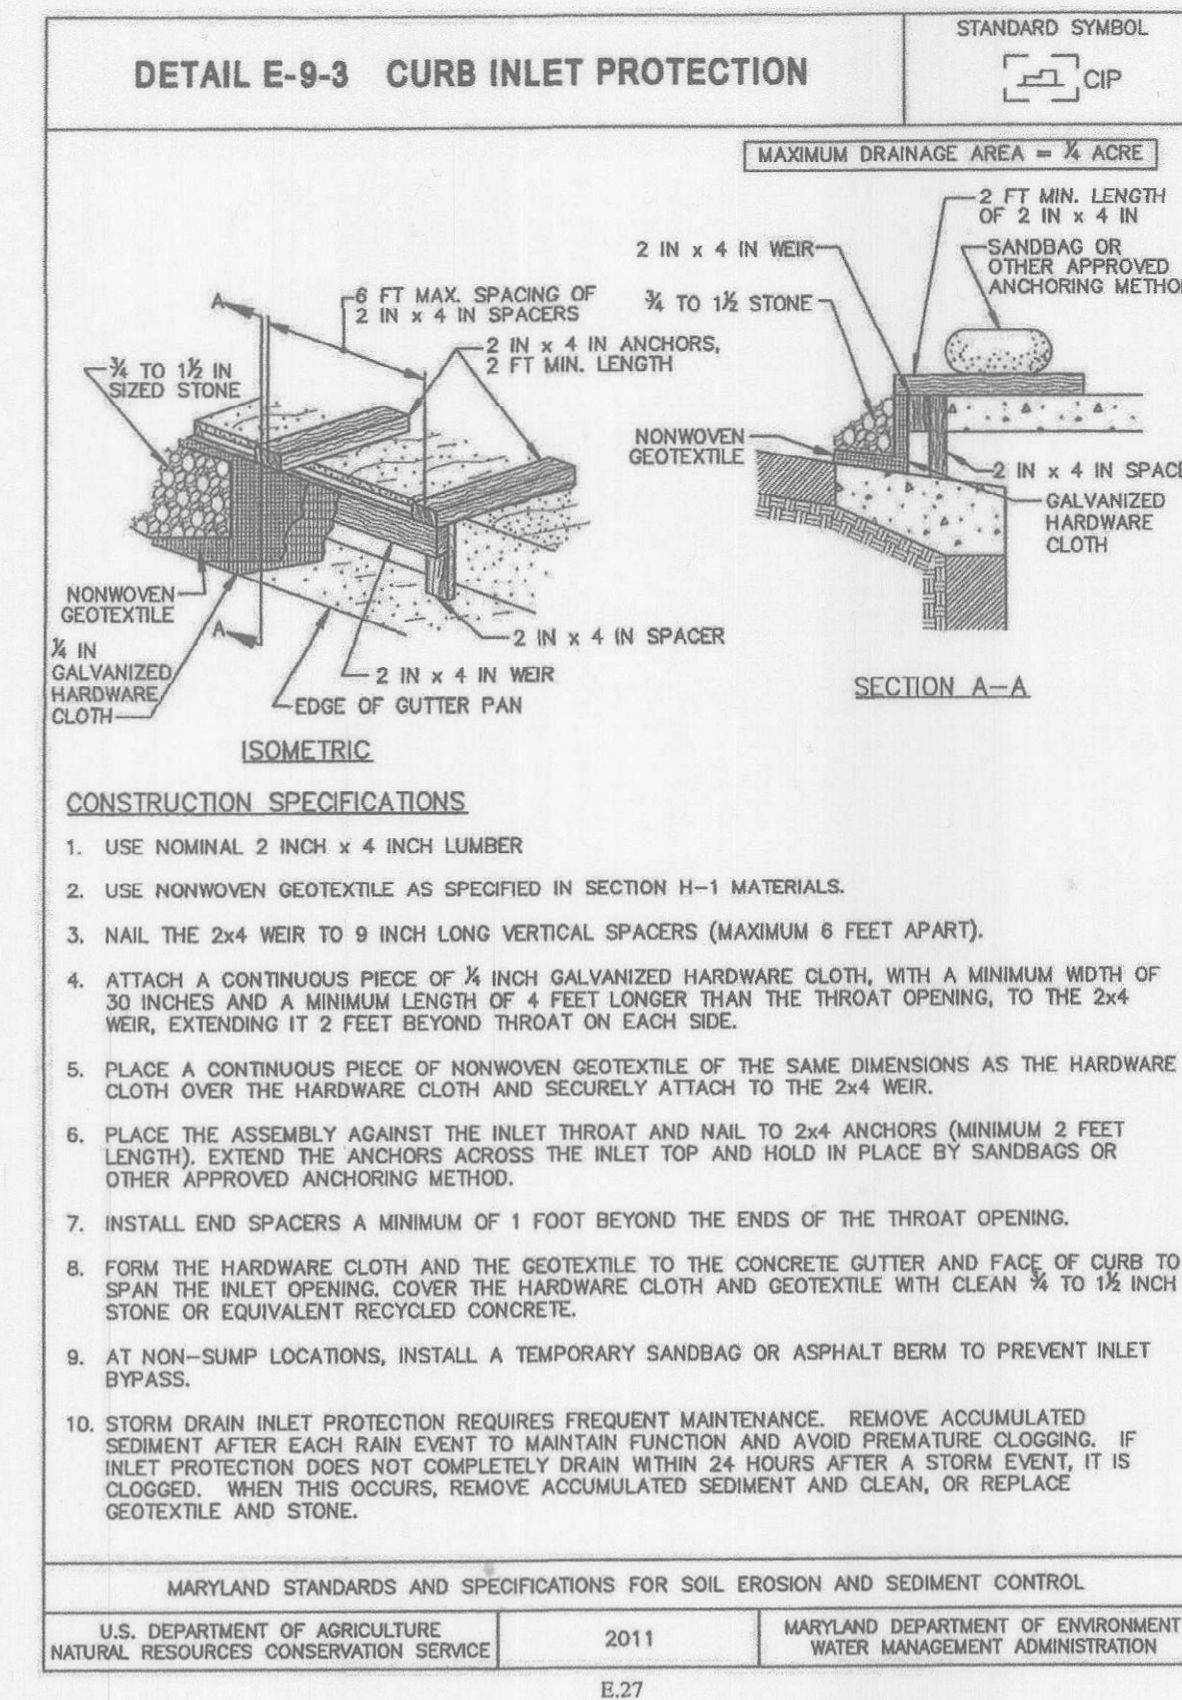 DETAIL E-9-3 CURB INLET PROTECTION
STANDARD SYMBOL
CIP
MAXIMUM DRAINAGE AREA = ¼ ACRE
2 FT MIN. LENGTH
OF 2 IN x 4 IN
2 IN x 4 IN WEIR
SANDBAG OR
OTHER APPROVED
ANCHORING METHO
¾ TO 1½ STONE
NONWOVEN
GEOTEXTILE
2 IN x 4 IN SPACE
GALVANIZED
HARDWARE
CLOTH
SECTION A-A
A
6 FT MAX. SPACING OF
2 IN x 4 IN SPACERS
2 IN x 4 IN ANCHORS,
2 FT MIN. LENGTH
¾ TO 1½ IN
SIZED STONE
NONWOVEN
GEOTEXTILE
A
¼ IN
GALVANIZED
HARDWARE
CLOTH
2 IN x 4 IN SPACER
2 IN x 4 IN WEIR
EDGE OF GUTTER PAN
ISOMETRIC
CONSTRUCTION SPECIFICATIONS
1. USE NOMINAL 2 INCH x 4 INCH LUMBER
2. USE NONWOVEN GEOTEXTILE AS SPECIFIED IN SECTION H-1 MATERIALS.
3. NAIL THE 2x4 WEIR TO 9 INCH LONG VERTICAL SPACERS (MAXIMUM 6 FEET APART).
4. ATTACH A CONTINUOUS PIECE OF ¼ INCH GALVANIZED HARDWARE CLOTH, WITH A MINIMUM WIDTH OF
30 INCHES AND A MINIMUM LENGTH OF 4 FEET LONGER THAN THE THROAT OPENING, TO THE 2x4
WEIR, EXTENDING IT 2 FEET BEYOND THROAT ON EACH SIDE.
5. PLACE A CONTINUOUS PIECE OF NONWOVEN GEOTEXTILE OF THE SAME DIMENSIONS AS THE HARDWARE
CLOTH OVER THE HARDWARE CLOTH AND SECURELY ATTACH TO THE 2x4 WEIR.
6. PLACE THE ASSEMBLY AGAINST THE INLET THROAT AND NAIL TO 2x4 ANCHORS (MINIMUM 2 FEET
LENGTH). EXTEND THE ANCHORS ACROSS THE INLET TOP AND HOLD IN PLACE BY SANDBAGS OR
OTHER APPROVED ANCHORING METHOD.
7. INSTALL END SPACERS A MINIMUM OF 1 FOOT BEYOND THE ENDS OF THE THROAT OPENING.
8. FORM THE HARDWARE CLOTH AND THE GEOTEXTILE TO THE CONCRETE GUTTER AND FACE OF CURB TO
SPAN THE INLET OPENING. COVER THE HARDWARE CLOTH AND GEOTEXTILE WITH CLEAN ¾ TO 1½ INCH
STONE OR EQUIVALENT RECYCLED CONCRETE.
9. AT NON-SUMP LOCATIONS, INSTALL A TEMPORARY SANDBAG OR ASPHALT BERM TO PREVENT INLET
BYPASS.
10. STORM DRAIN INLET PROTECTION REQUIRES FREQUENT MAINTENANCE. REMOVE ACCUMULATED
SEDIMENT AFTER EACH RAIN EVENT TO MAINTAIN FUNCTION AND AVOID PREMATURE CLOGGING. IF
INLET PROTECTION DOES NOT COMPLETELY DRAIN WITHIN 24 HOURS AFTER A STORM EVENT, IT IS
CLOGGED. WHEN THIS OCCURS, REMOVE ACCUMULATED SEDIMENT AND CLEAN, OR REPLACE
GEOTEXTILE AND STONE.
MARYLAND STANDARDS AND SPECIFICATIONS FOR SOIL EROSION AND SEDIMENT CONTROL
U.S. DEPARTMENT OF AGRICULTURE
NATURAL RESOURCES CONSERVATION SERVICE
2011
MARYLAND DEPARTMENT OF ENVIRONMENT
WATER MANAGEMENT ADMINISTRATION
E.27